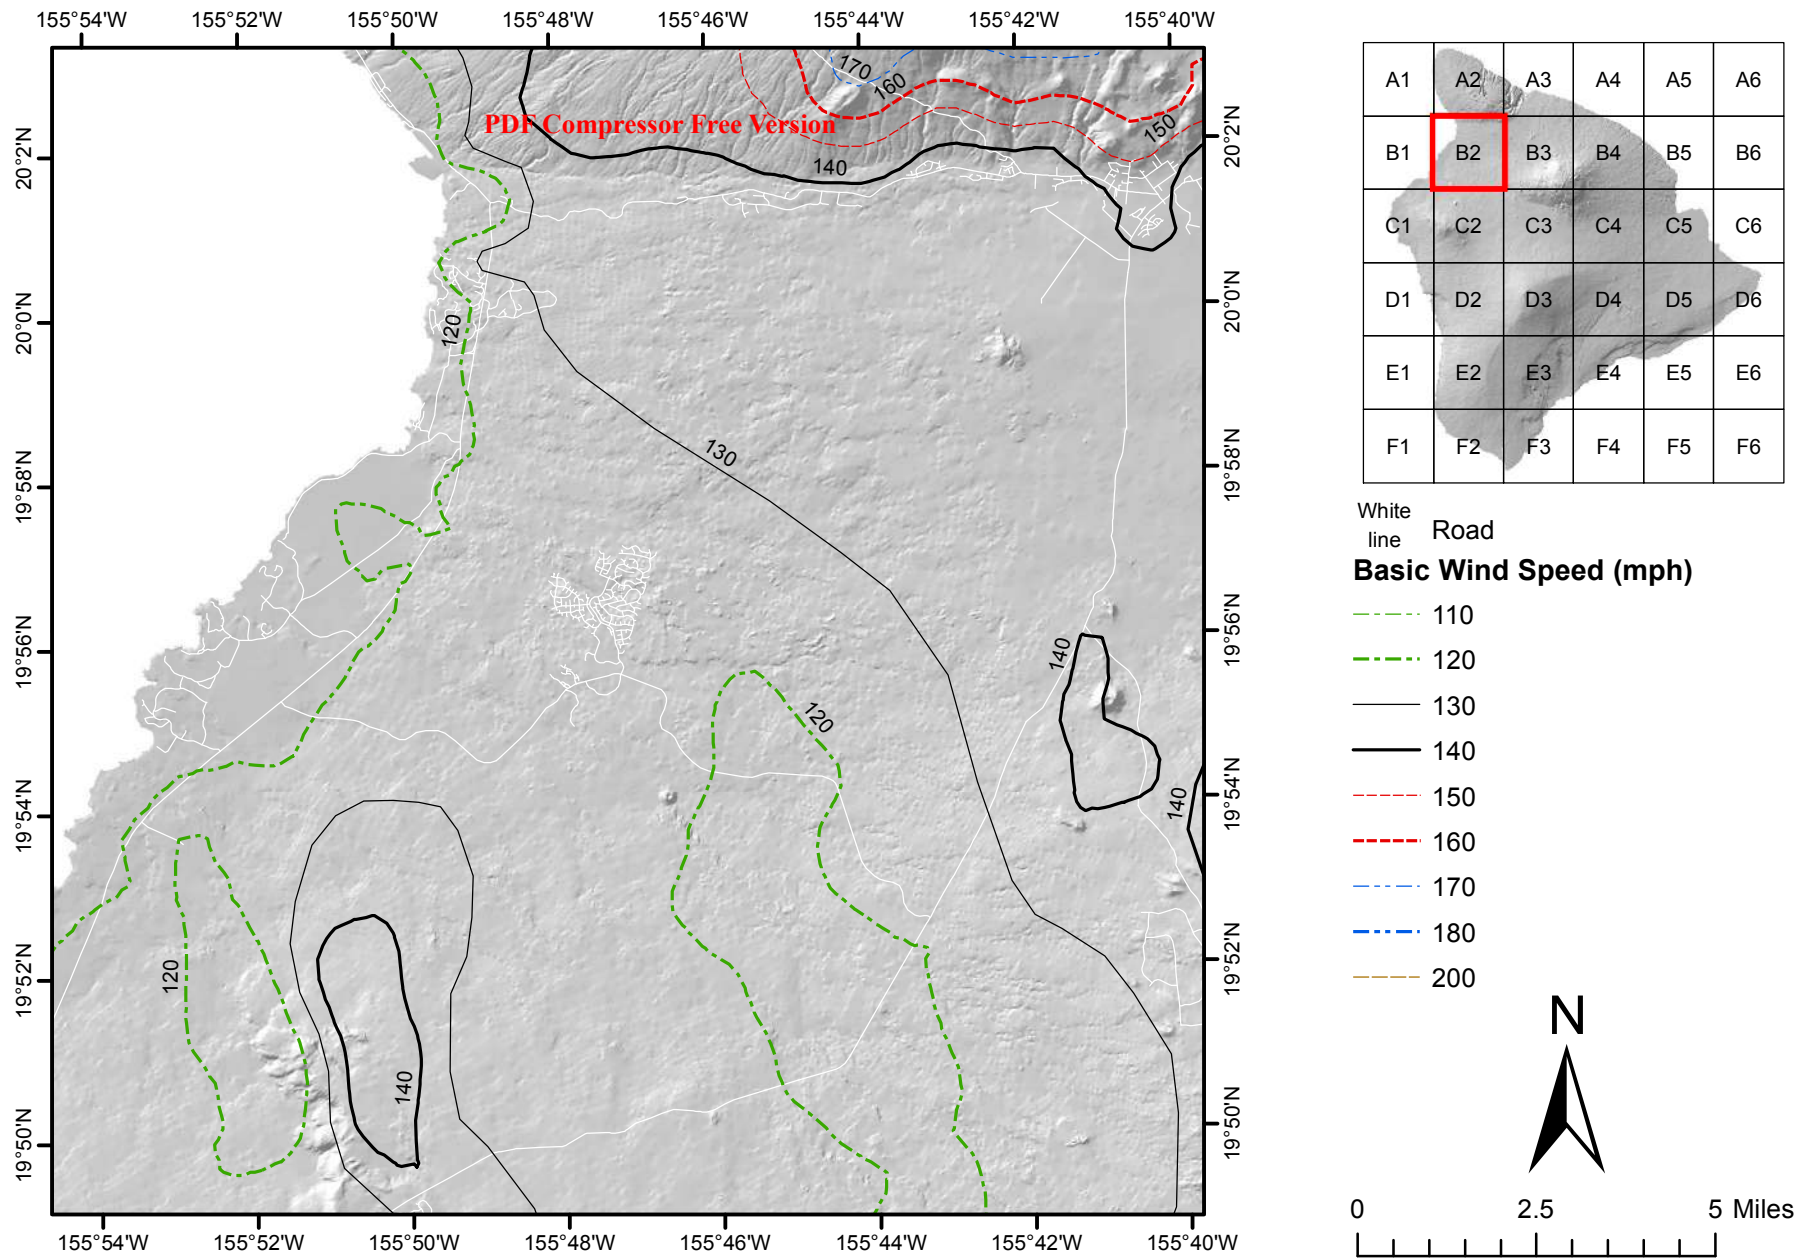 155°54'W 155°52'W 155°50'W 155°48'W 155°46'W 155°44'W 155°42'W 155°40'W
170
160
PDF Compressor Free Version
150
140
20°2'N
20°2'N
20°0'N
20°0'N
120
130
19°58'N
19°58'N
19°56'N
19°56'N
140
120
19°54'N
19°54'N
140
19°52'N
19°52'N
120
140
19°50'N
19°50'N
155°54'W 155°52'W 155°50'W 155°48'W 155°46'W 155°44'W 155°42'W 155°40'W
A1 A2 A3 A4 A5 A6
B1 B2 B3 B4 B5 B6
C1 C2 C3 C4 C5 C6
D1 D2 D3 D4 D5 D6
E1 E2 E3 E4 E5 E6
F1 F2 F3 F4 F5 F6
White
line Road
Basic Wind Speed (mph)
110
120
130
140
150
160
170
180
200
N
0 2.5 5 Miles